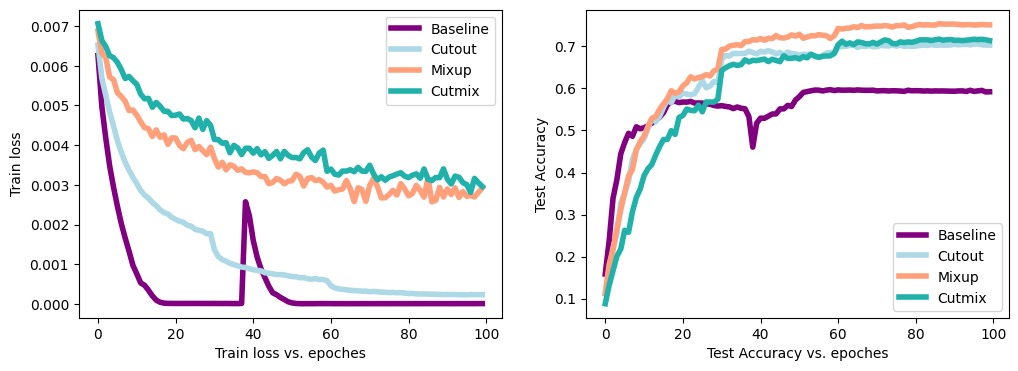 Train loss
0.007
0.006
0.005
0.004
0.003
0.002
0.001
0.000
0
20
40
60
80
100
Train loss vs. epoches
Baseline
Cutout
Mixup
Cutmix
Test Accuracy
0.7
0.6
0.5
0.4
0.3
0.2
0.1
0
20
40
60
80
100
Test Accuracy vs. epoches
Baseline
Cutout
Mixup
Cutmix